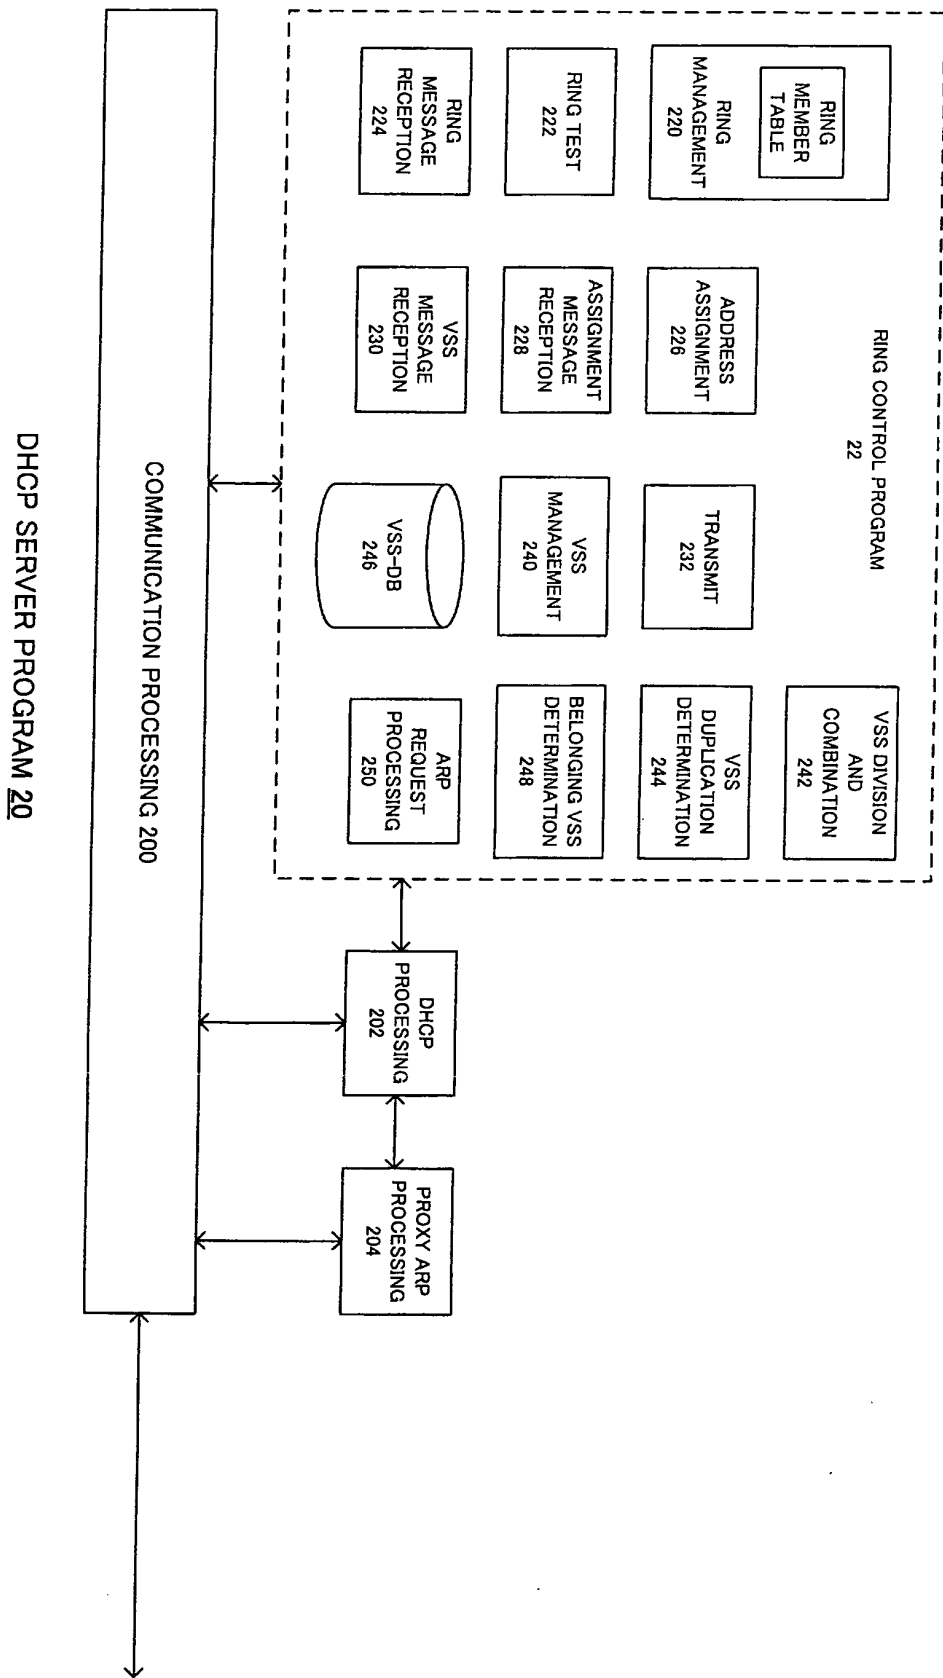 RING CONTROL PROGRAM
22
RING
MEMBER
TABLE
RING
MANAGEMENT
220
RING TEST
222
RING
MESSAGE
RECEPTION
224
ADDRESS
ASSIGNMENT
226
ASSIGNMENT
MESSAGE
RECEPTION
228
VSS
MESSAGE
RECEPTION
230
TRANSMIT
232
VSS
MANAGEMENT
240
VSS-DB
246
VSS DIVISION
AND
COMBINATION
242
VSS
DUPLICATION
DETERMINATION
244
BELONGING VSS
DETERMINATION
248
ARP
REQUEST
PROCESSING
250
DHCP
PROCESSING
202
PROXY ARP
PROCESSING
204
COMMUNICATION PROCESSING 200
DHCP SERVER PROGRAM 20